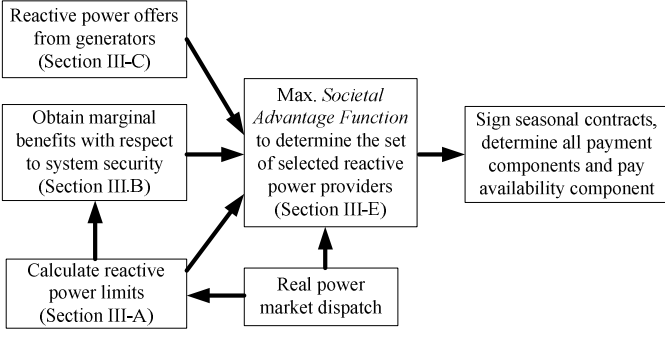 Reactive power offers
from generators
(Section III-C)
Obtain marginal
benefits with respect
to system security
(Section III.B)
Calculate reactive
power limits
(Section III-A)
Max. Societal
Advantage Function
to determine the set
of selected reactive
power providers
(Section III-E)
Real power
market dispatch
Sign seasonal contracts,
determine all payment
components and pay
availability component